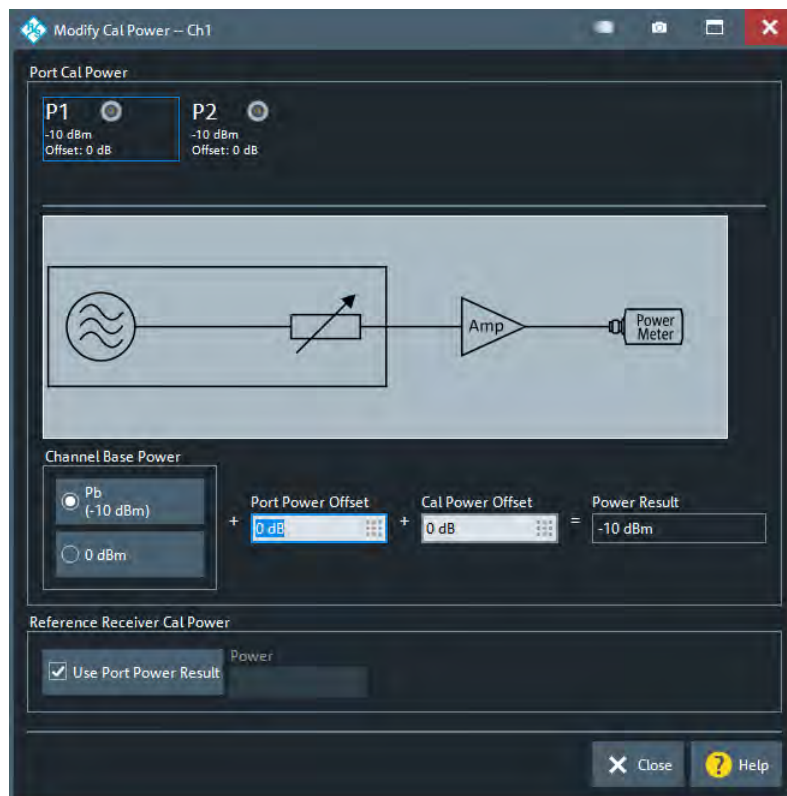 Modify Cal Power – Ch1
Port Cal Power
P1 P2
-10 dBm -10 dBm
Offset: 0 dB Offset: 0 dB
Amp
Power
Meter
Channel Base Power
Pb
(-10 dBm)
Port Power Offset Cal Power Offset Power Result
+ 0 dB + 0 dB = -10 dBm
0 dBm
Reference Receiver Cal Power
Power
Use Port Power Result
Close ? Help